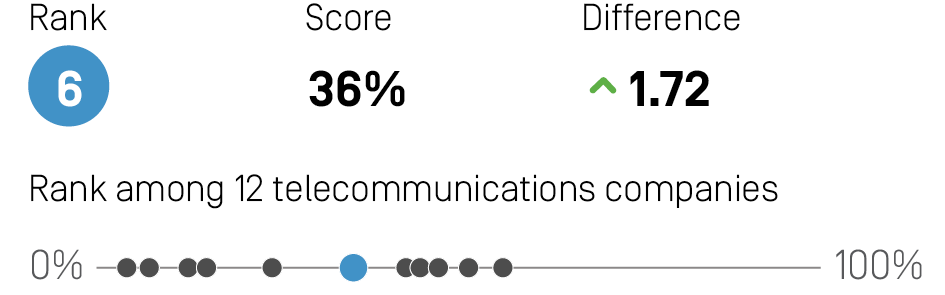 Rank Score Difference
6 36% 1.72
Rank among 12 telecommunications companies
0% 100%